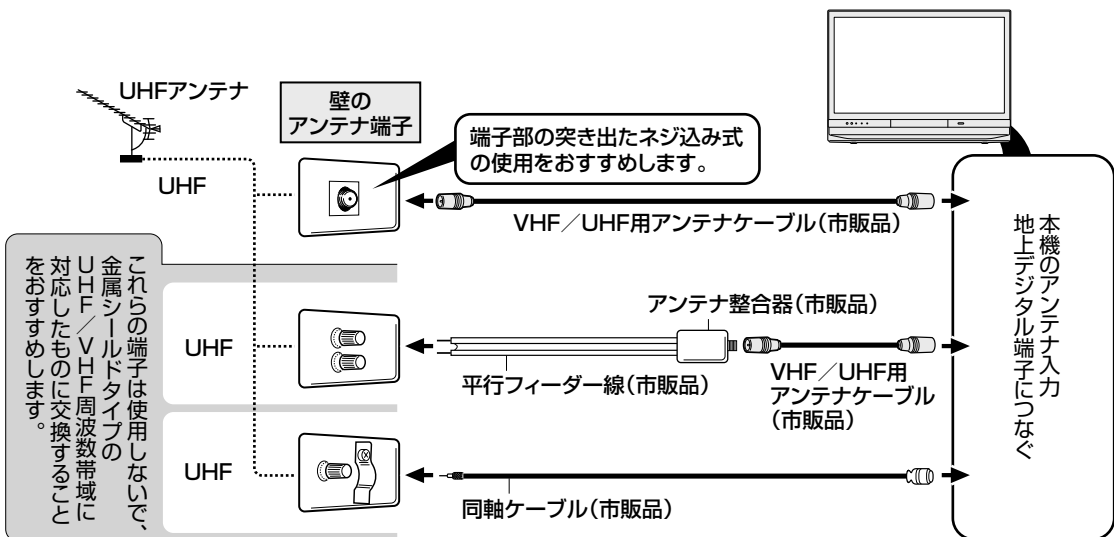 UHFアンテナ
壁の
アンテナ端子
端子部の突き出たネジ込み式
の使用をおすすめします。
UHF
VHF／UHF用アンテナケーブル（市販品）
これらの端子は使用しないで、
金属シールドタイプの
UHF／VHF周波数帯域に
対応したものに交換すること
をおすすめします。
UHF
アンテナ整合器（市販品）
平行フィーダー線（市販品）
VHF／UHF用
アンテナケーブル
（市販品）
UHF
同軸ケーブル（市販品）
本機のアンテナ入力
地上デジタル端子につなぐ